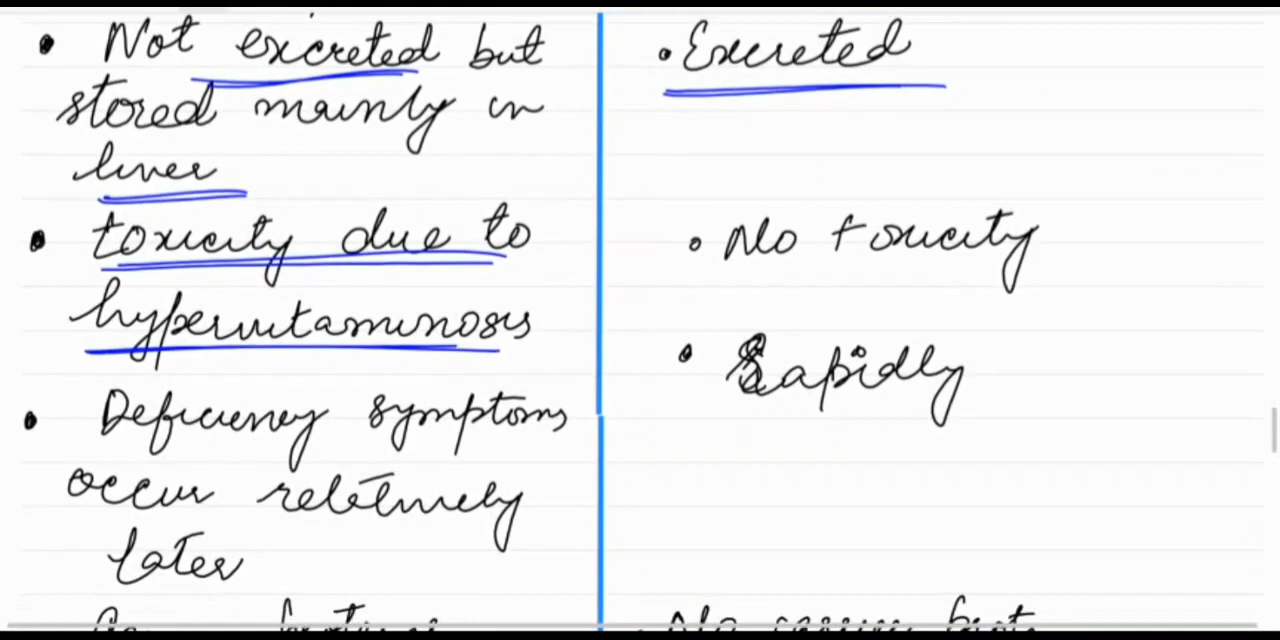 • Not excreted but
stored mainly in
liver
• toxicity due to
hypervitaminosis
• Deficiency symptoms
occur relatively
later
• Excreted
• No toxicity
• Rapidly